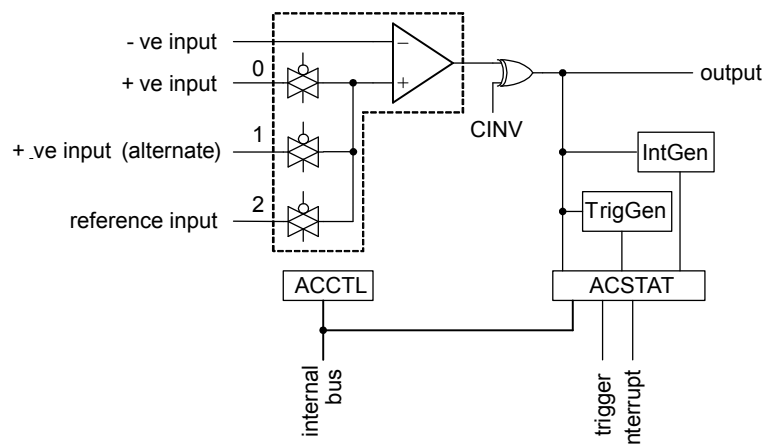 - ve input
+ ve input
0
+ ve input (alternate)
1
reference input
2
−
+
CINV
output
IntGen
TrigGen
ACCTL
ACSTAT
internal
bus
trigger
nterrupt